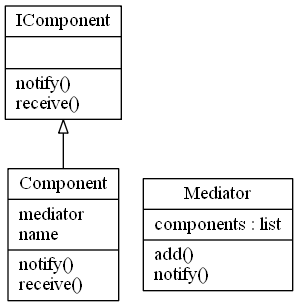 IComponent
notify()
receive()
Component
mediator
name
notify()
receive()
Mediator
components : list
add()
notify()